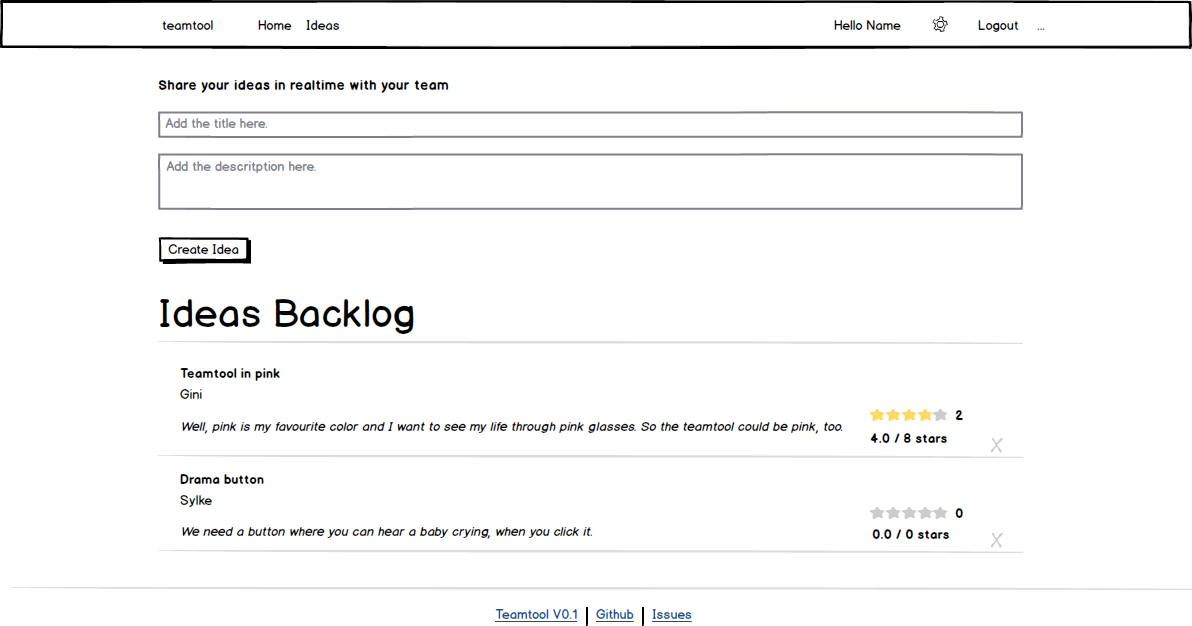 teamtool Home Ideas Hello Name Logout ...
Share your ideas in realtime with your team
Add the title here.
Add the descritption here.
Create Idea
Ideas Backlog
Teamtool in pink
Gini
Well, pink is my favourite color and I want to see my life through pink glasses. So the teamtool could be pink, too.
2
4.0 / 8 stars
X
Drama button
Sylke
We need a button where you can hear a baby crying, when you click it.
0
0.0 / 0 stars
X
Teamtool V0.1 | Github | Issues